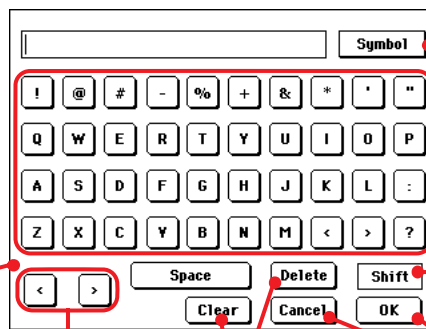 Symbol
! @ # - % + & * ' "
Q W E R T Y U I O P
A S D F G H J K L :
Z X C V B N M < > ?
< > Space Delete Shift
Clear Cancel OK